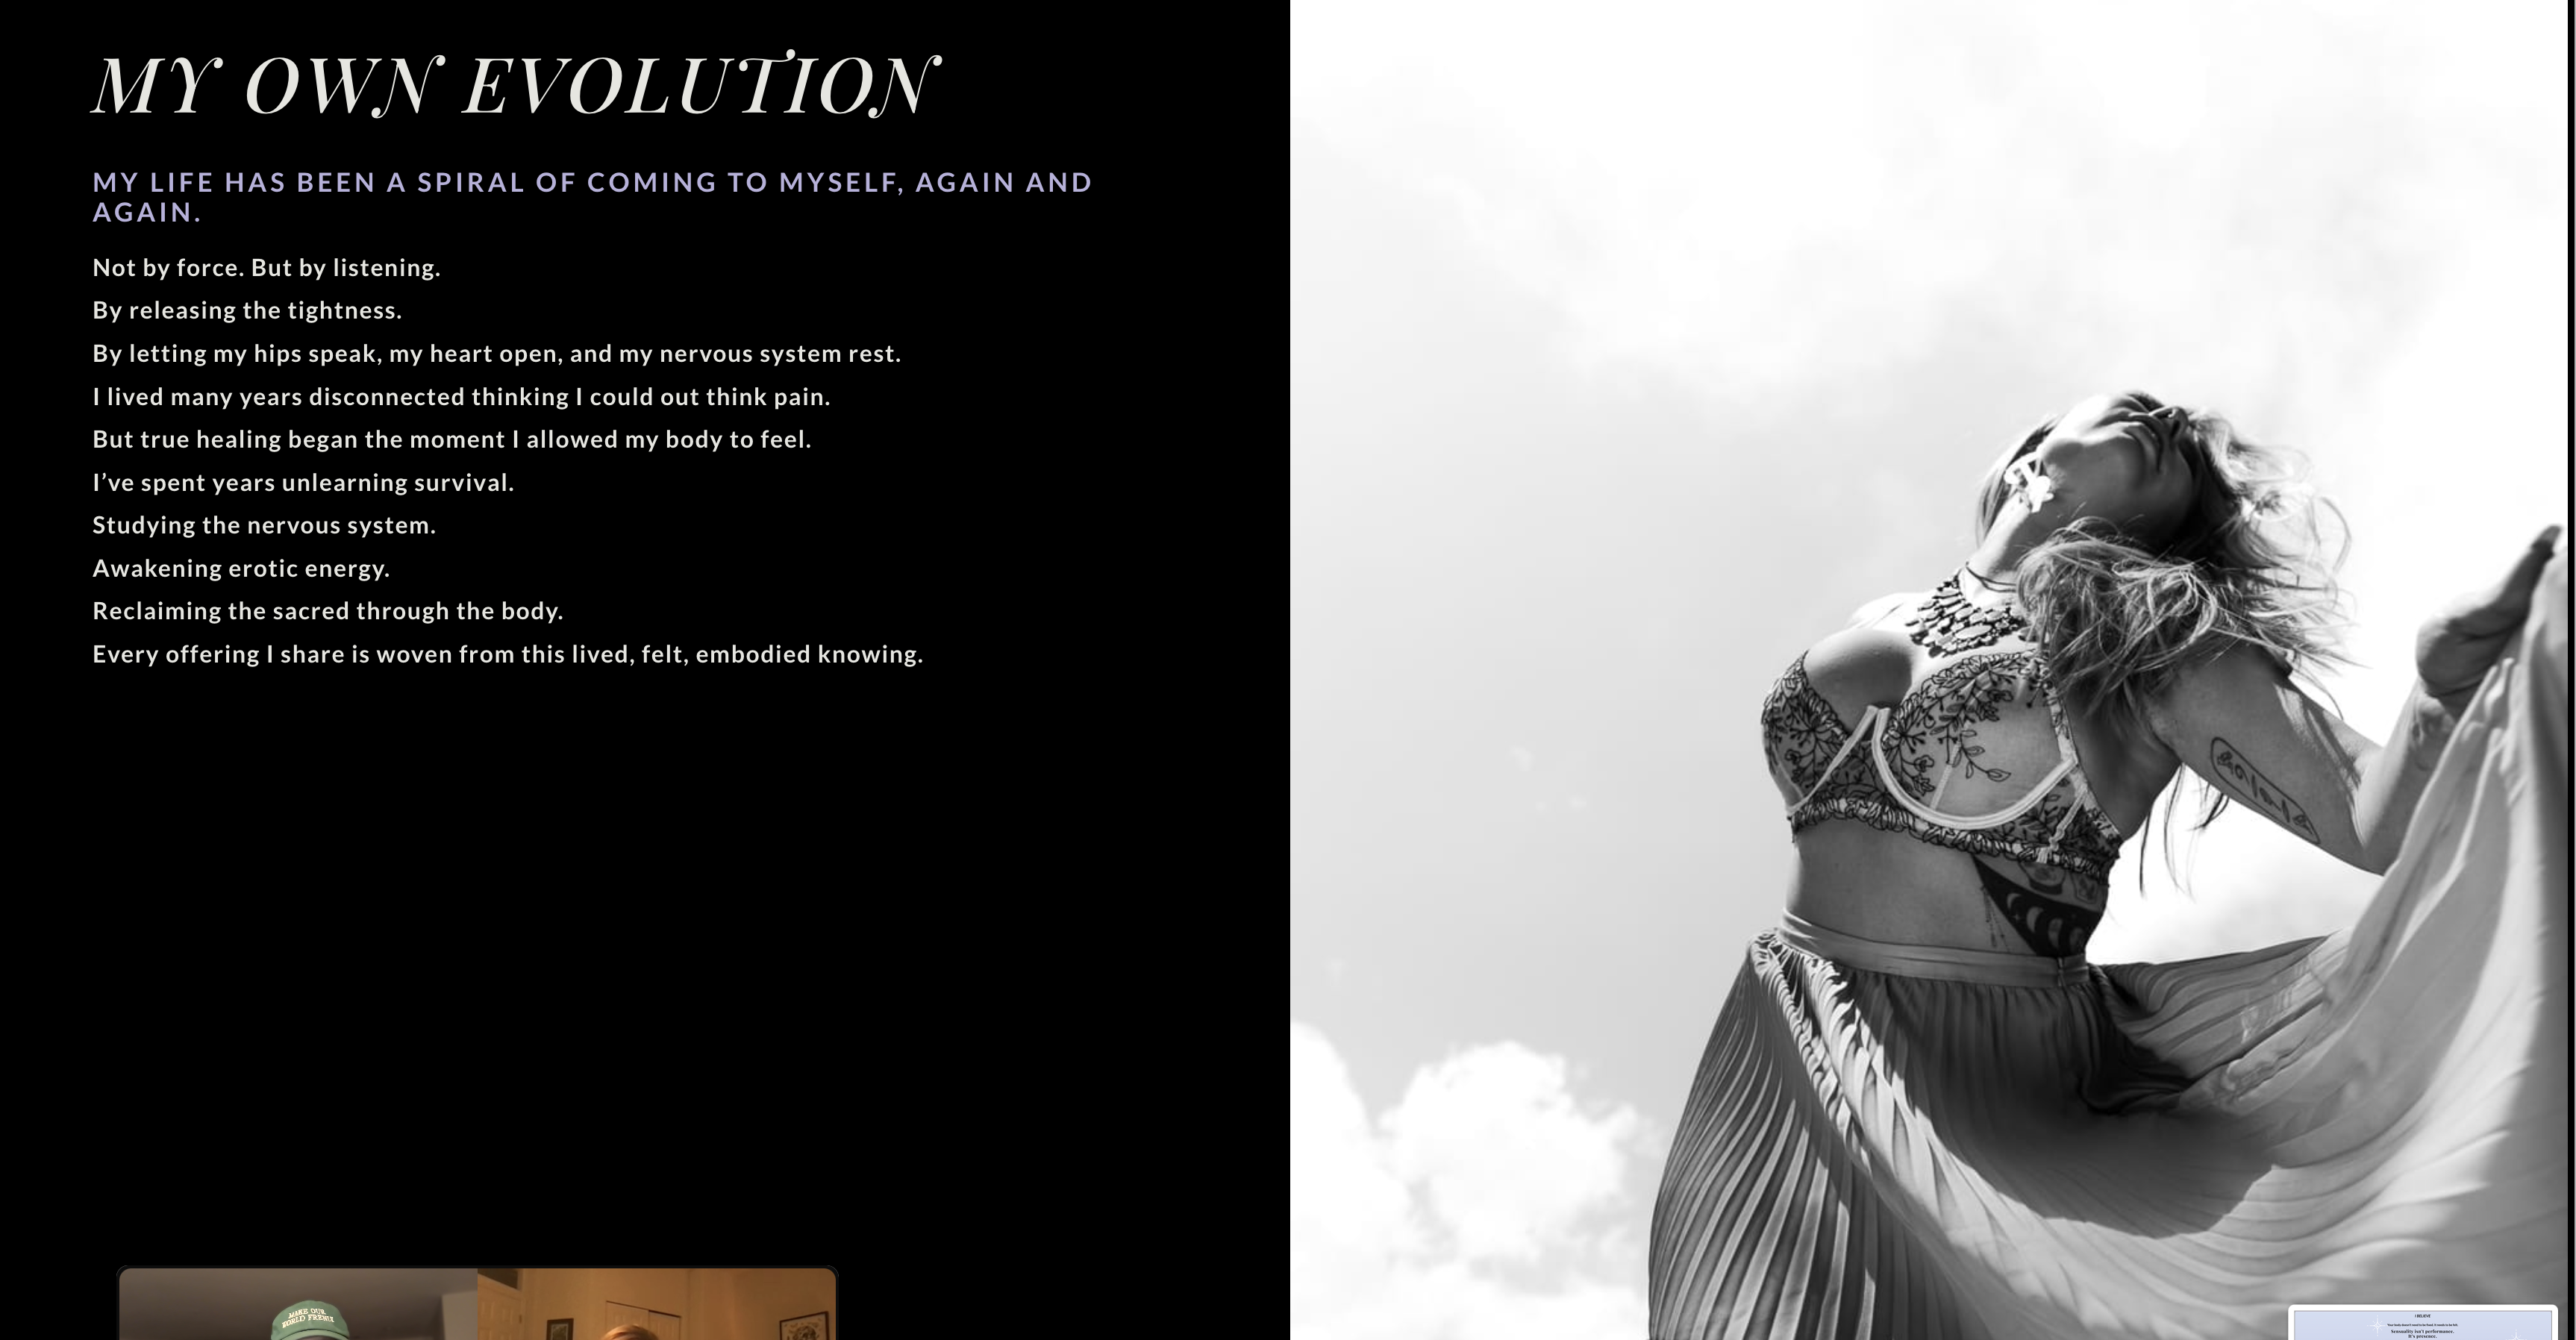 MY OWN EVOLUTION
MY LIFE HAS BEEN A SPIRAL OF COMING TO MYSELF, AGAIN AND
AGAIN.
Not by force. But by listening.
By releasing the tightness.
By letting my hips speak, my heart open, and my nervous system rest.
I lived many years disconnected thinking I could out think pain.
But true healing began the moment I allowed my body to feel.
I’ve spent years unlearning survival.
Studying the nervous system.
Awakening erotic energy.
Reclaiming the sacred through the body.
Every offering I share is woven from this lived, felt, embodied knowing.
MAKE OUR
WORLD
I BELIEVE
Sensuality isn't performance.
It's presence.